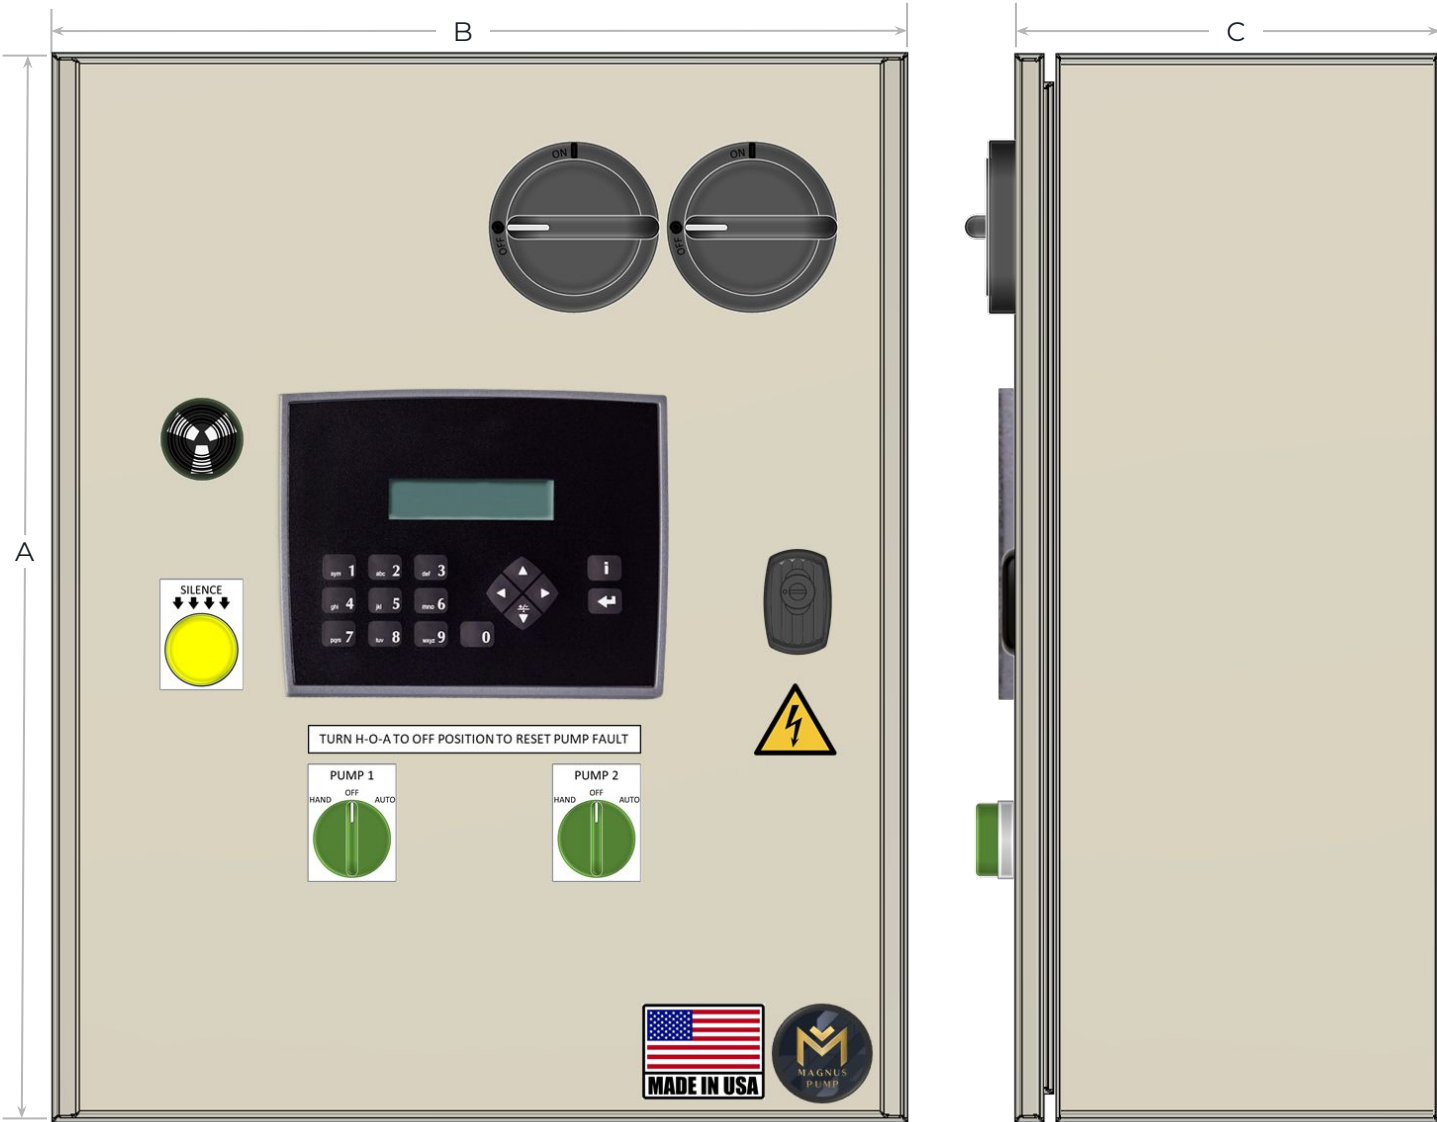 B
C
ON
ON
OFF
OFF
A
sym 1
abc 2
def 3
i
ghi 4
jkl 5
mno 6
pqrs 7
tuv 8
wxyz 9
0
+/-
SILENCE
TURN H-O-A TO OFF POSITION TO RESET PUMP FAULT
PUMP 1
OFF
HAND
AUTO
PUMP 2
OFF
HAND
AUTO
MADE IN USA
MAGNUS
PUMP